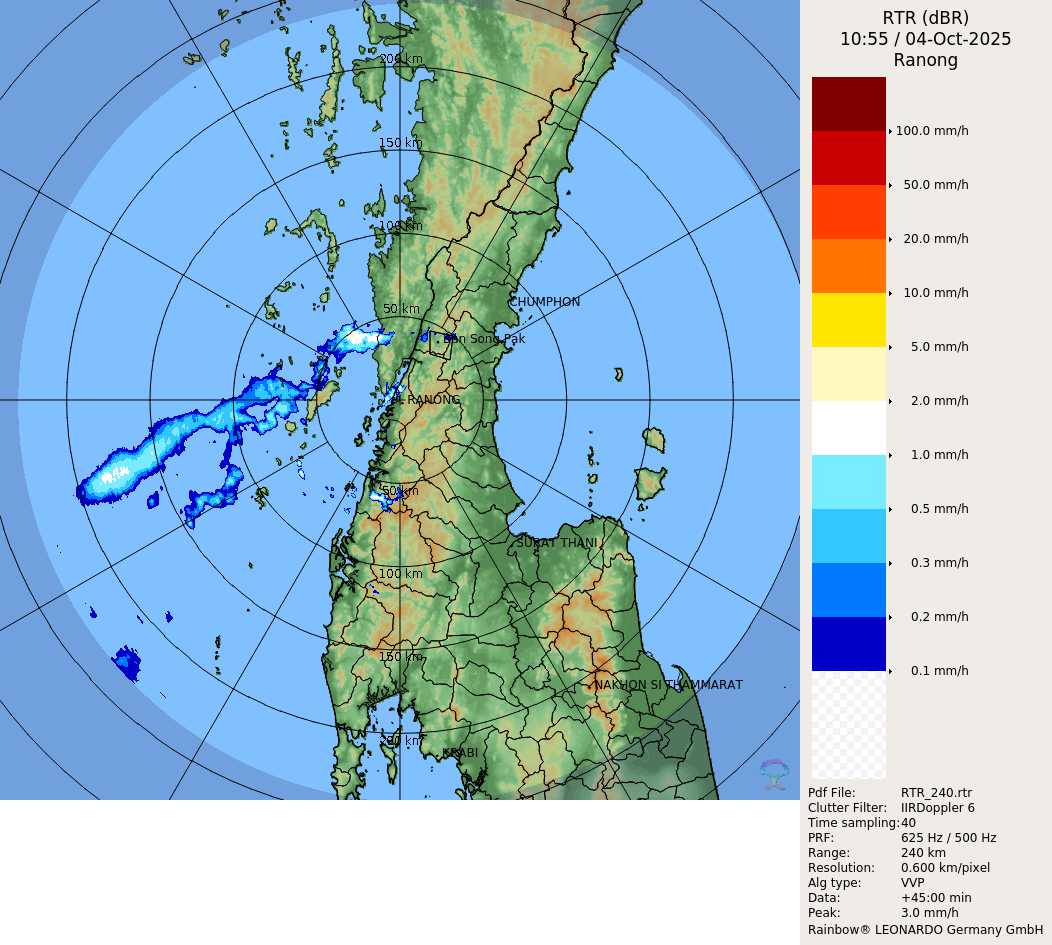 RTR (dBR)
10:55 / 04-Oct-2025
Ranong
200 km
150 km
100 km
50 km
CHUMPHON
Ban Song Pak
RANONG
50 km
SURAT THANI
100 km
150 km
NAKHON SI THAMMARAT
200 km
KRABI
100.0 mm/h
50.0 mm/h
20.0 mm/h
10.0 mm/h
5.0 mm/h
2.0 mm/h
1.0 mm/h
0.5 mm/h
0.3 mm/h
0.2 mm/h
0.1 mm/h
Pdf File: RTR_240.rtr
Clutter Filter: IIRDoppler 6
Time sampling: 40
PRF: 625 Hz / 500 Hz
Range: 240 km
Resolution: 0.600 km/pixel
Alg type: VVP
Data: +45:00 min
Peak: 3.0 mm/h
Rainbow® LEONARDO Germany GmbH